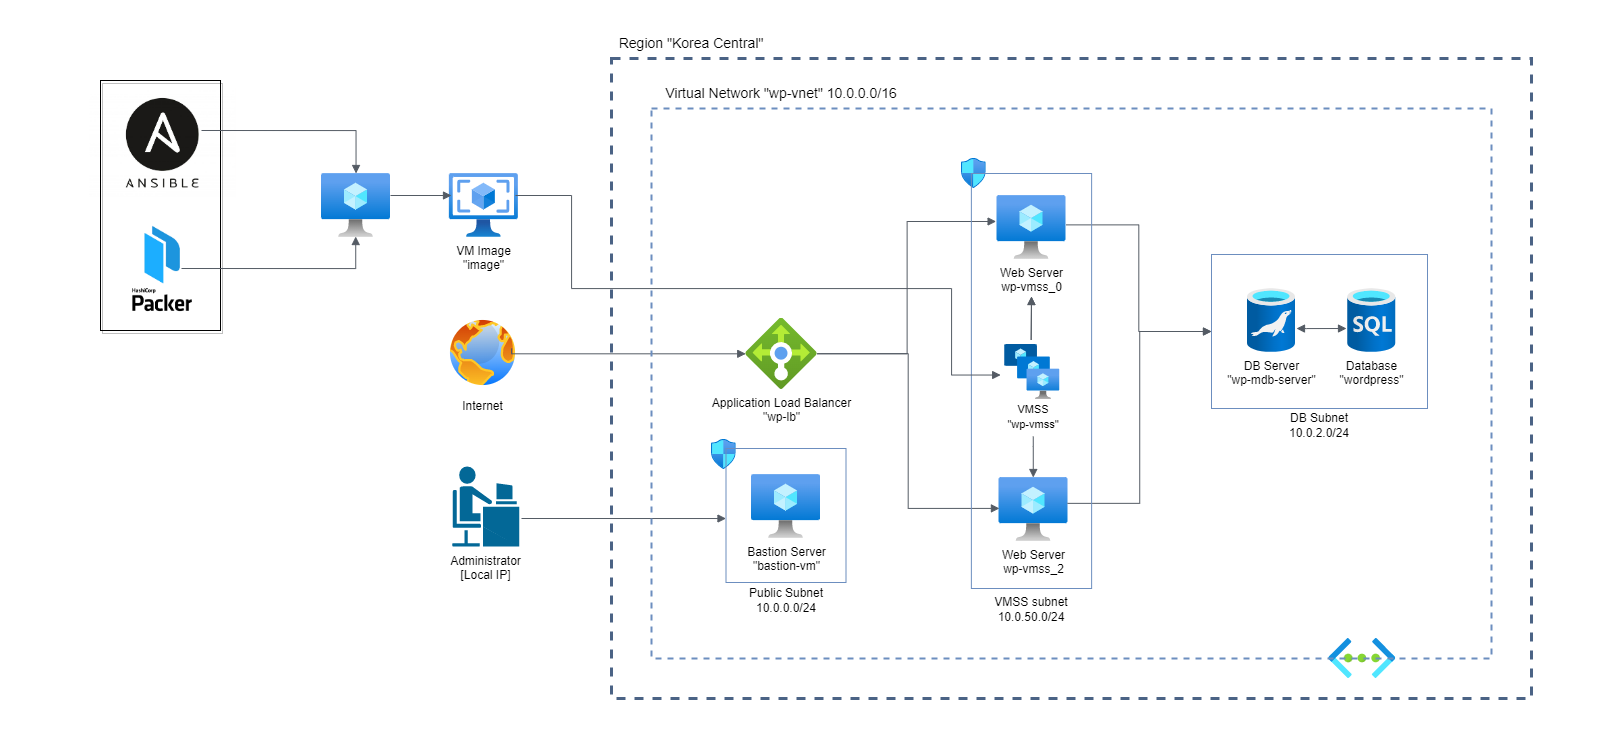 Region "Korea Central"
Virtual Network "wp-vnet" 10.0.0.0/16
ANSIBLE
HashiCorp
Packer
VM Image
"image"
Internet
Administrator
[Local IP]
Application Load Balancer
"wp-lb"
Bastion Server
"bastion-vm"
Public Subnet
10.0.0.0/24
Web Server
wp-vmss_0
VMSS
"wp-vmss"
Web Server
wp-vmss_2
VMSS subnet
10.0.50.0/24
SQL
DB Server
"wp-mdb-server"
Database
"wordpress"
DB Subnet
10.0.2.0/24